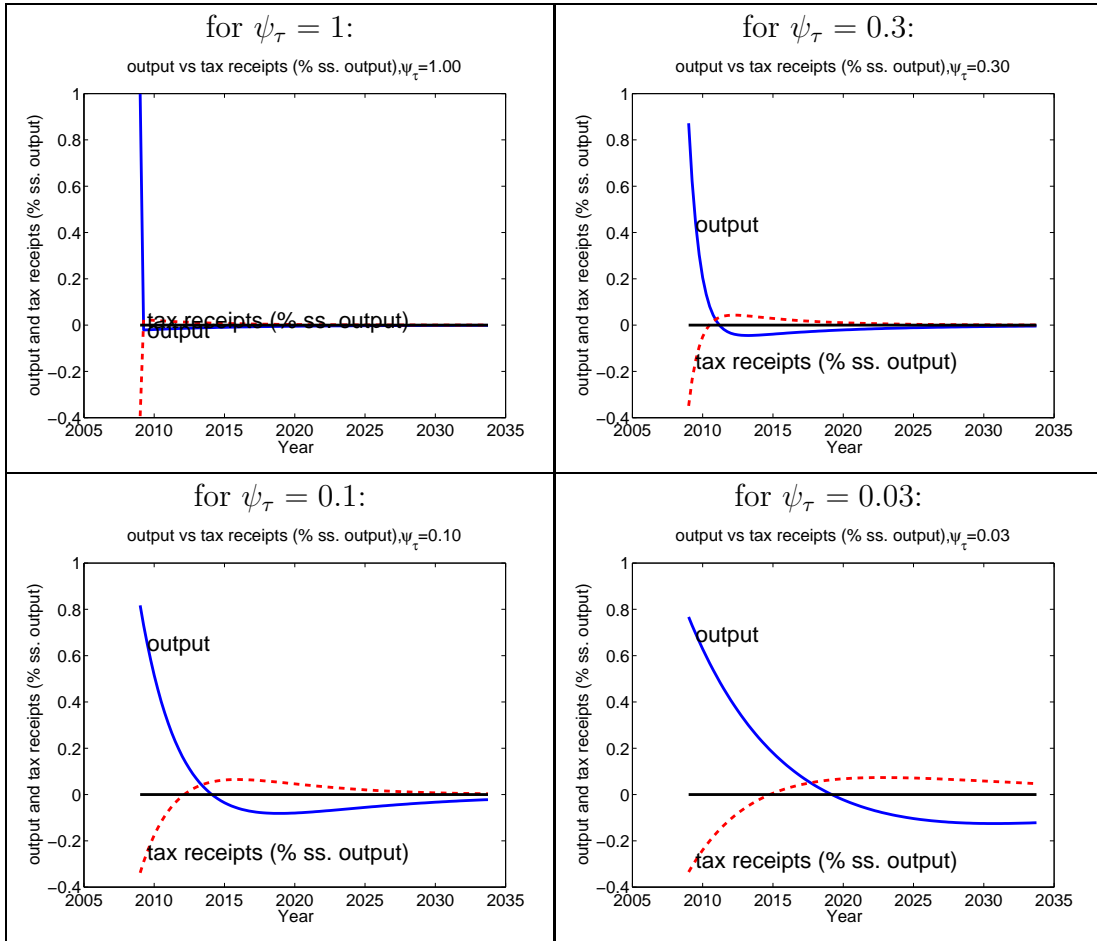 for ψ_τ = 1:
output vs tax receipts (% ss. output),ψ_τ=1.00
output and tax receipts (% ss. output)
1
0.8
0.6
0.4
0.2
0
−0.2
−0.4
tax receipts (% ss. output)
output
2005 2010 2015 2020 2025 2030 2035
Year
for ψ_τ = 0.3:
output vs tax receipts (% ss. output),ψ_τ=0.30
output and tax receipts (% ss. output)
1
0.8
0.6
0.4
0.2
0
−0.2
−0.4
output
tax receipts (% ss. output)
2005 2010 2015 2020 2025 2030 2035
Year
for ψ_τ = 0.1:
output vs tax receipts (% ss. output),ψ_τ=0.10
output and tax receipts (% ss. output)
1
0.8
0.6
0.4
0.2
0
−0.2
−0.4
output
tax receipts (% ss. output)
2005 2010 2015 2020 2025 2030 2035
Year
for ψ_τ = 0.03:
output vs tax receipts (% ss. output),ψ_τ=0.03
output and tax receipts (% ss. output)
1
0.8
0.6
0.4
0.2
0
−0.2
−0.4
output
tax receipts (% ss. output)
2005 2010 2015 2020 2025 2030 2035
Year